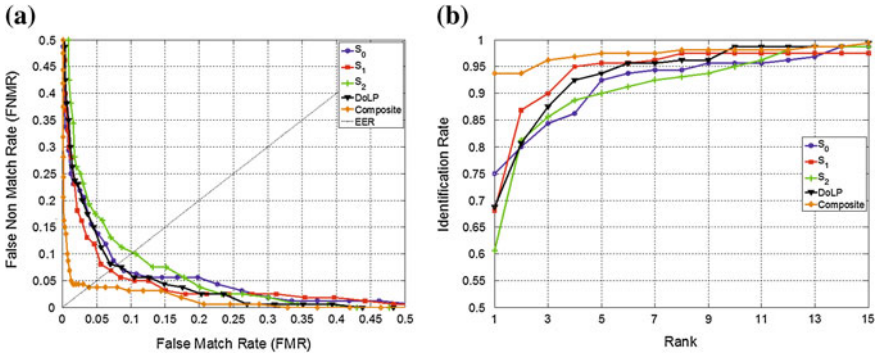 (a)
0.5
0.45
0.4
0.35
0.3
0.25
0.2
0.15
0.1
0.05
0
False Non Match Rate (FNMR)
S0
S1
S2
DoLP
Composite
EER
0 0.05 0.1 0.15 0.2 0.25 0.3 0.35 0.4 0.45 0.5
False Match Rate (FMR)
(b)
1
0.95
0.9
0.85
0.8
0.75
0.7
0.65
0.6
0.55
0.5
Identification Rate
S0
S1
S2
DoLP
Composite
1 3 5 7 9 11 13 15
Rank